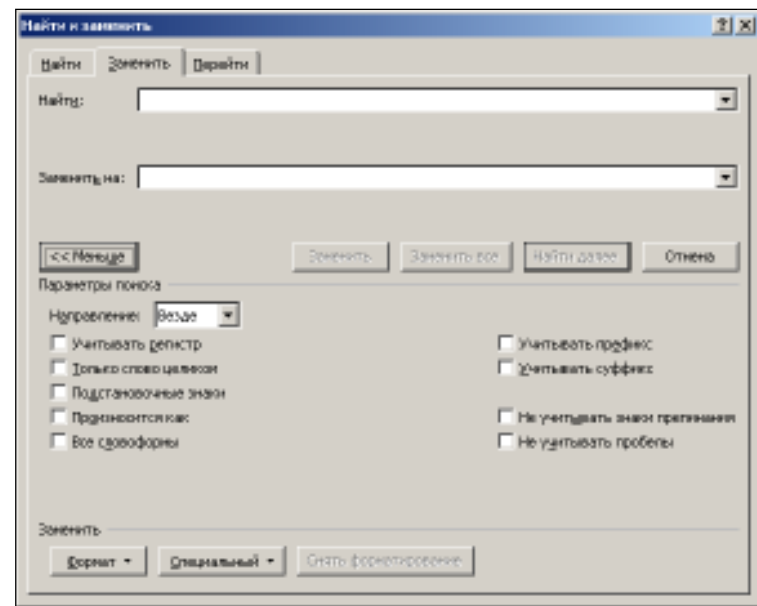 Найти и заменить
Найти Заменить Перейти
Найти:
Заменить на:
<< Меньше Заменить Заменить все Найти далее Отмена
Параметры поиска
Направление: Везде
Учитывать регистр Учитывать префикс
Только слово целиком Учитывать суффикс
Подстановочные знаки
Произносится как Не учитывать знаки препинания
Все словоформы Не учитывать пробелы
Заменить
Формат Специальный Снять форматирование